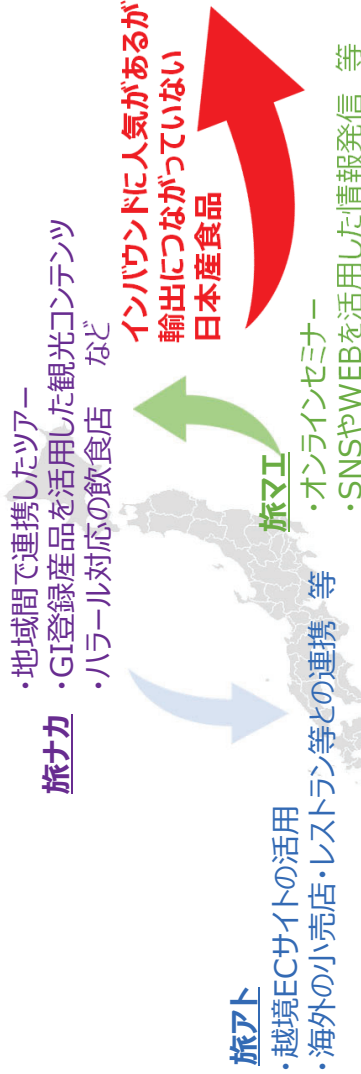 旅ナカ
・地域間で連携したツアー
・GI登録産品を活用した観光コンテンツ
・ハラール対応の飲食店　など
インバウンドに人気があるが
輸出につながっていない
日本産食品
旅マエ
・オンラインセミナー
・SNSやWEBを活用した情報発信　等
旅アト
・越境ECサイトの活用
・海外の小売店・レストラン等との連携　等